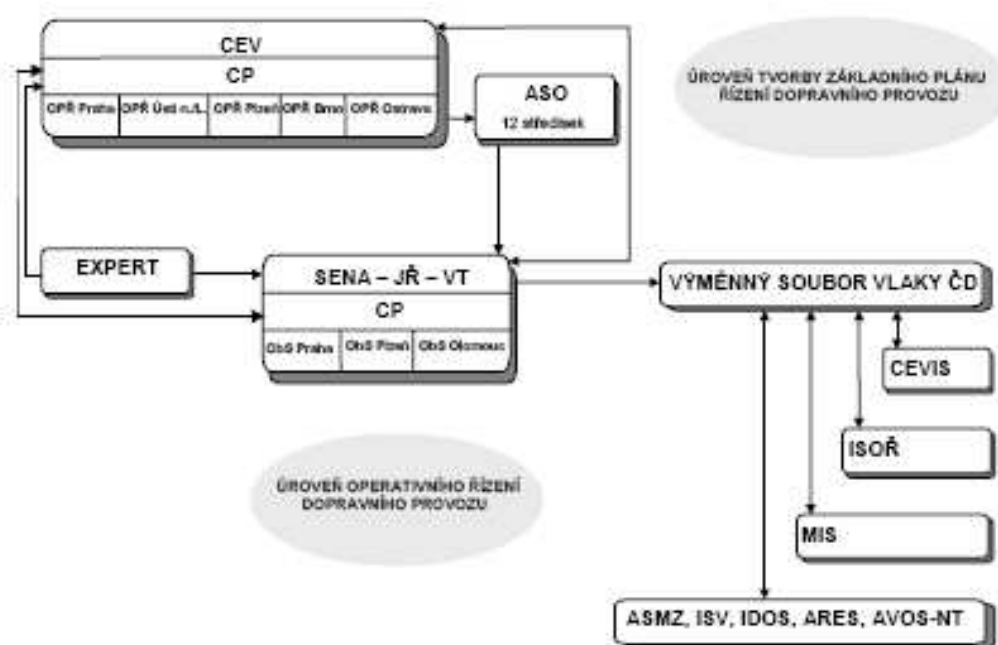 CEV
CP
OPŘ Praha OPŘ Ústí n./L. OPŘ Plzeň OPŘ Brno OPŘ Ostrava
ASO
12 středisek
ÚROVEŇ TVORBY ZÁKLADNÍHO PLÁNU
ŘÍZENÍ DOPRAVNÍHO PROVOZU
EXPERT
SENA – JŘ – VT
CP
ObS Praha ObS Plzeň ObS Olomouc
VÝMĚNNÝ SOUBOR VLAKY ČD
CEVIS
ISOŘ
MIS
ASMZ, ISV, IDOS, ARES, AVOS-NT
ÚROVEŇ OPERATIVNÍHO ŘÍZENÍ
DOPRAVNÍHO PROVOZU